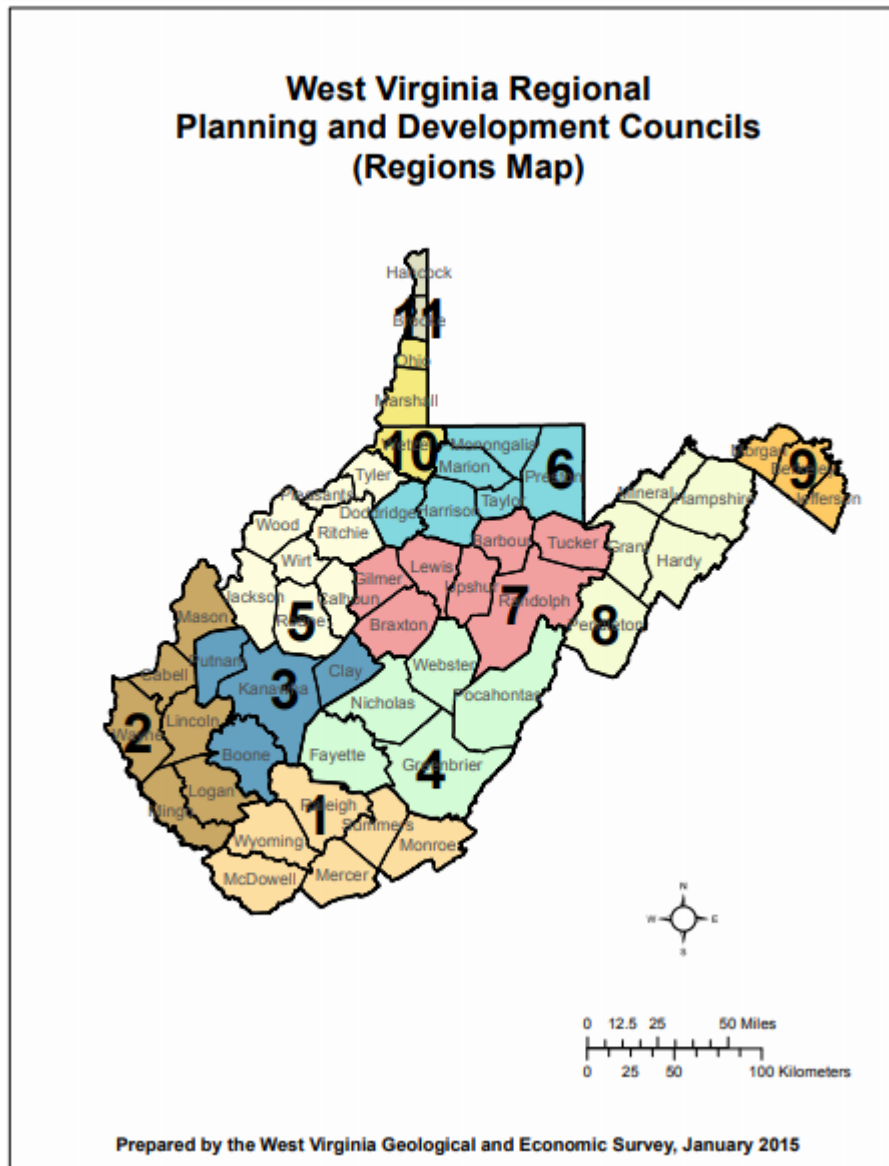 West Virginia Regional
Planning and Development Councils
(Regions Map)
Hancock
11
Brooke
Ohio
Marshall
Wetzel
10
Monongalia
Marion
Preston
6
Tyler
Pleasants
Doddridge
Harrison
Taylor
Morgan
Berkeley
9
Jefferson
Mineral
Hampshire
Wood
Ritchie
Barbour
Tucker
Grant
Hardy
Wirt
Lewis
Gilmer
Upshur
Jackson
Calhoun
Roane
5
Randolph
7
Mason
Braxton
Pendleton
8
Putnam
Clay
Webster
Cabell
Kanawha
3
Pocahontas
Nicholas
Lincoln
Wayne
2
Boone
Fayette
Greenbrier
4
Logan
Mingo
Raleigh
1
Summers
Wyoming
Monroe
McDowell
Mercer
N
W
E
S
0 12.5 25 50 Miles
0 25 50 100 Kilometers
Prepared by the West Virginia Geological and Economic Survey, January 2015